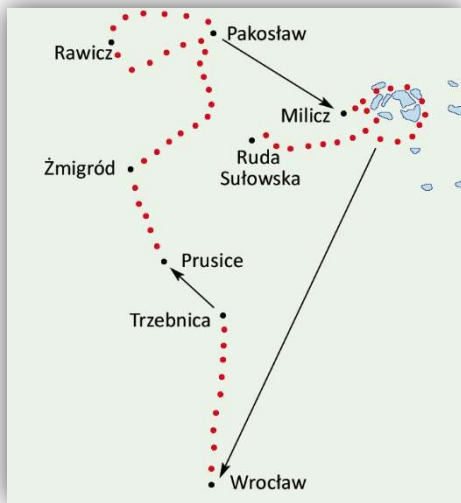 Pakosław
Rawicz
Milicz
Ruda
Sułowska
Żmigród
Prusice
Trzebnica
Wrocław